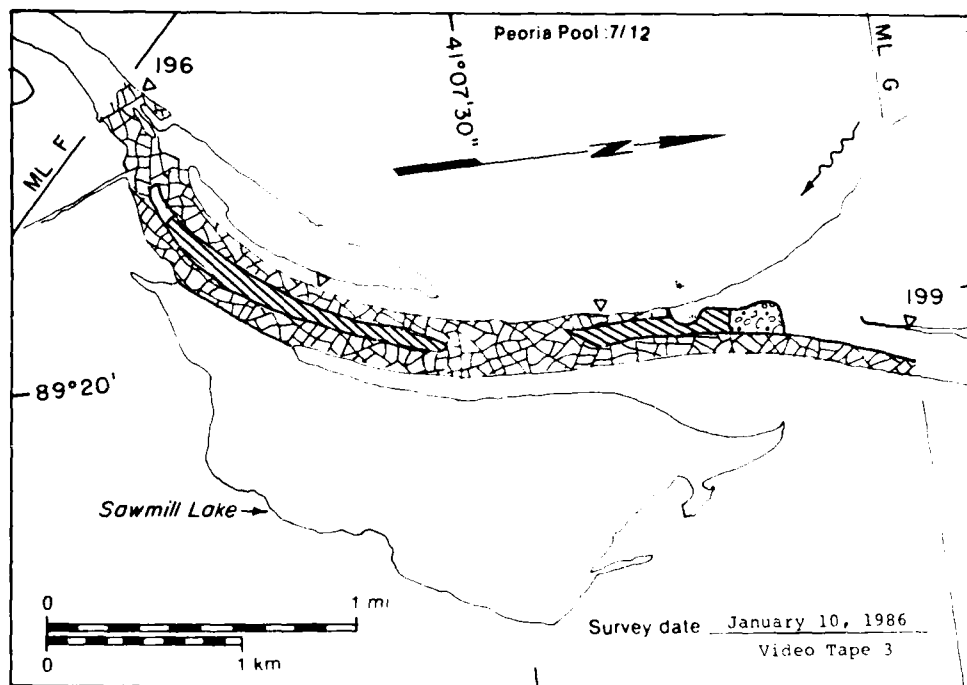 Peoria Pool :7/12
196
41°07'30"
ML G
ML F
199
89°20'
Sawmill Lake
0 1 mi
0 1 km
Survey date January 10, 1986
Video Tape 3